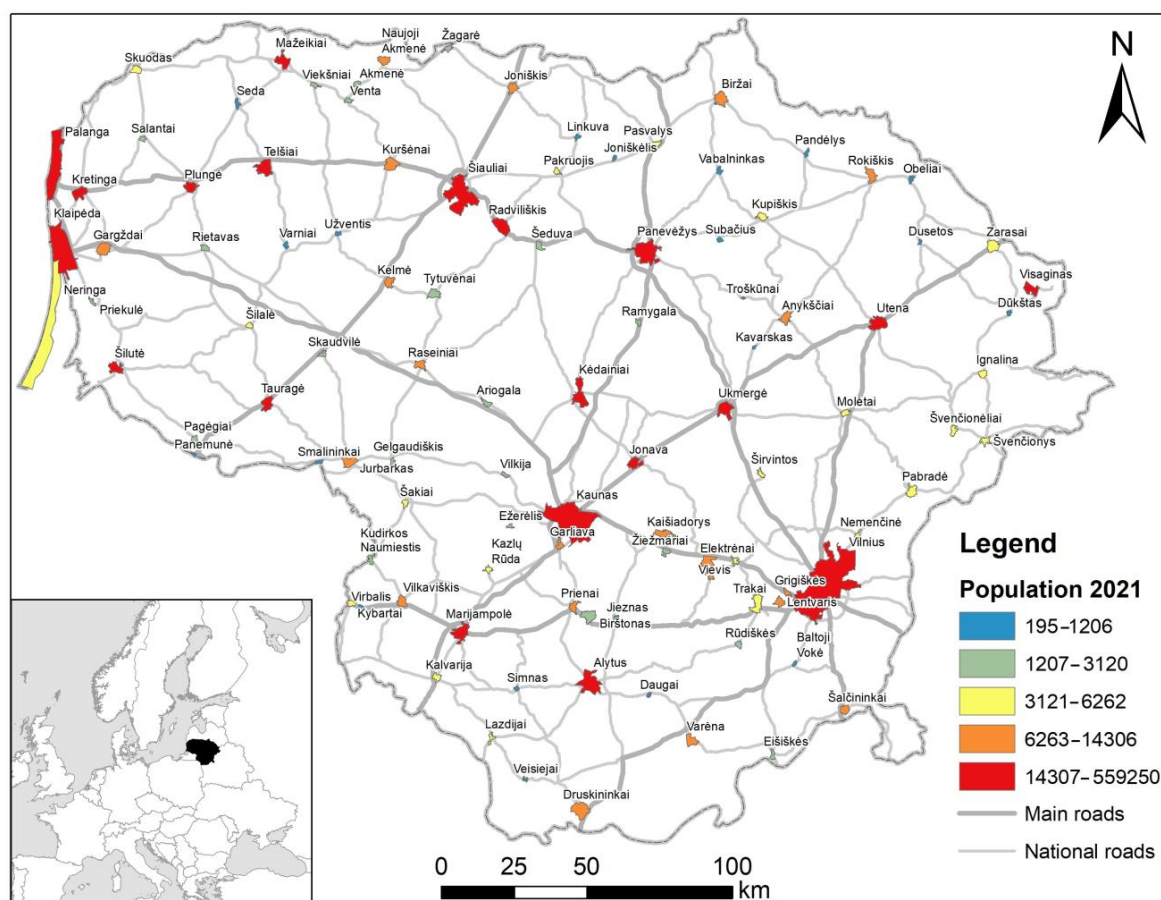 N
Naujoji
Akmenė
Žagarė
Mažeikiai
Skuodas
Viekšniai
Akmenė
Venta
Joniškis
Biržai
Seda
Palanga
Salantai
Linkuva
Pasvalys
Joniškėlis
Pandėlys
Telšiai
Kuršėnai
Pakruojis
Vabalninkas
Rokiškis
Obeliai
Kretinga
Plungė
Šiauliai
Radviliškis
Kupiškis
Klaipėda
Gargždai
Rietavas
Varniai
Užventis
Šeduva
Panevėžys
Subačius
Dusetos
Zarasai
Kelmė
Tytuvėnai
Visaginas
Neringa
Priekulė
Troškūnai
Anykščiai
Dūkštas
Šilalė
Ramygala
Utena
Skaudvilė
Kavarskas
Šilutė
Raseiniai
Kėdainiai
Ignalina
Tauragė
Ariogala
Ukmergė
Molėtai
Pagėgiai
Panemunė
Švenčionėliai
Švenčionys
Smalininkai
Gelgaudiškis
Jurbarkas
Jonava
Vilkija
Širvintos
Pabradė
Šakiai
Kaunas
Ežerėlis
Garliava
Kaišiadorys
Žiežmariai
Nemenčinė
Vilnius
Kudirkos
Naumiestis
Kazlų
Rūda
Elektrėnai
Vievis
Grigiškės
Virbalis
Kybartai
Vilkaviškis
Prienai
Trakai
Lentvaris
Marijampolė
Jieznas
Birštonas
Rūdiškės
Baltoji
Vokė
Kalvarija
Simnas
Alytus
Daugai
Šalčininkai
Lazdijai
Varėna
Eišiškės
Veisiejai
Druskininkai
Legend
Population 2021
195–1206
1207–3120
3121–6262
6263–14306
14307–559250
Main roads
National roads
0 25 50 100
km